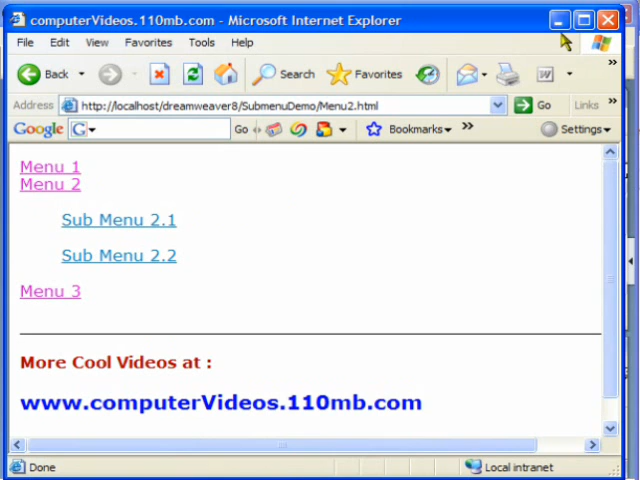 computerVideos.110mb.com - Microsoft Internet Explorer
File Edit View Favorites Tools Help »
Back Search Favorites W »
Address http://localhost/dreamweaver8/SubmenuDemo/Menu2.html Go Links »
Google G Go Bookmarks » Settings
Menu 1
Menu 2
Sub Menu 2.1
Sub Menu 2.2
Menu 3
More Cool Videos at :
www.computerVideos.110mb.com
Done Local intranet